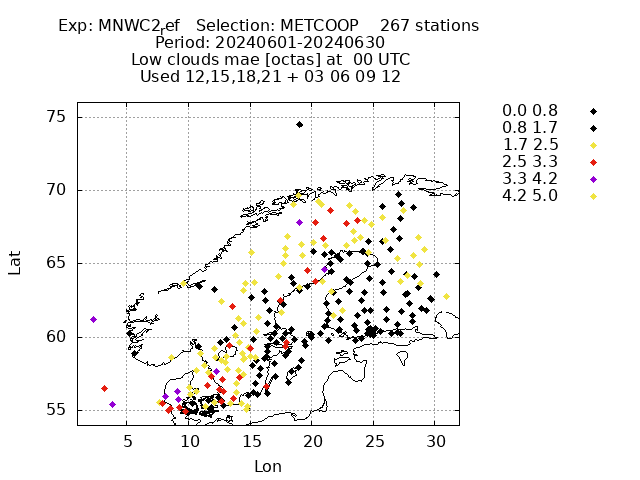 Exp: MNWC2ref   Selection: METCOOP    267 stations
Period: 20240601-20240630
Low clouds mae [octas] at  00 UTC
Used 12,15,18,21 + 03 06 09 12
0.0 0.8
0.8 1.7
1.7 2.5
2.5 3.3
3.3 4.2
4.2 5.0
75
70
65
60
55
Lat
5 10 15 20 25 30
Lon